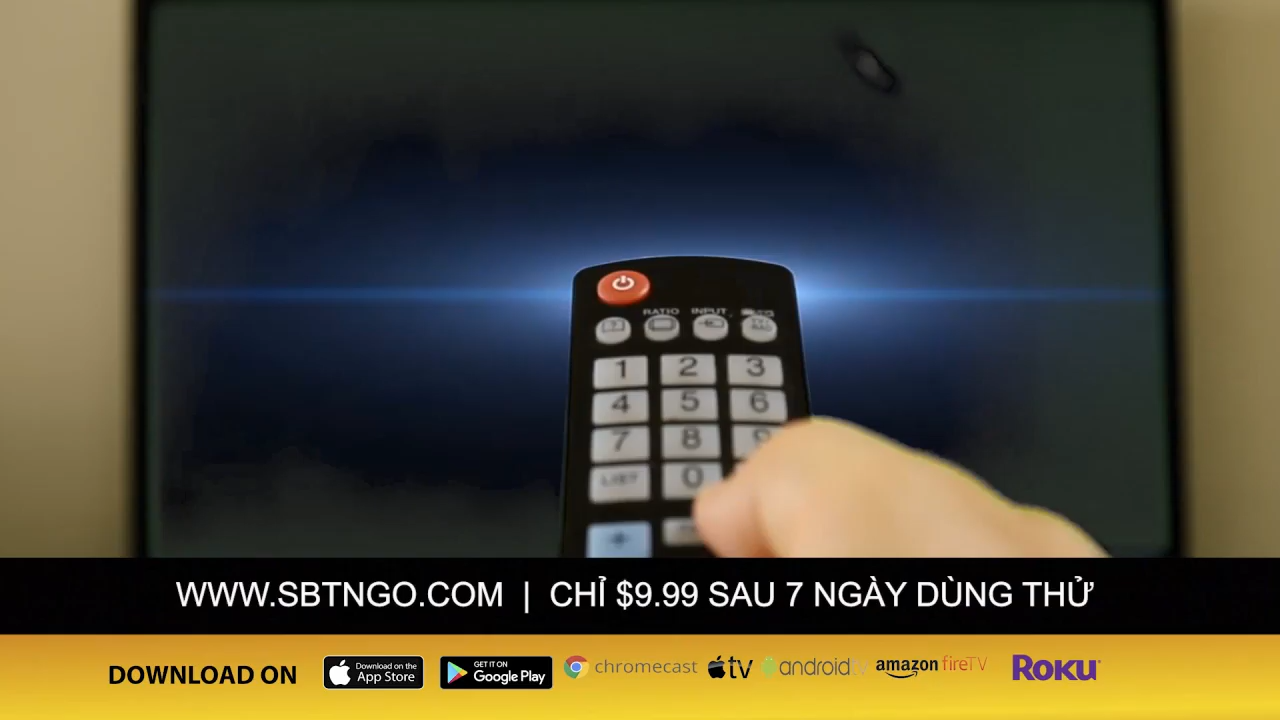 RATIO INPUT
1 2 3
4 5 6
7 8 9
LIST 0
+
WWW.SBTNGO.COM | CHỈ $9.99 SAU 7 NGÀY DÙNG THỬ
DOWNLOAD ON
Download on the
App Store
GET IT ON
Google Play
chromecast
tv
androidtv
amazon fireTV
ROKU